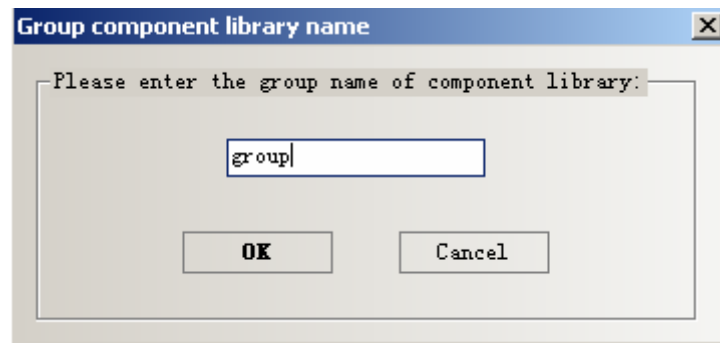 Group component library name
Please enter the group name of component library:
group
OK
Cancel